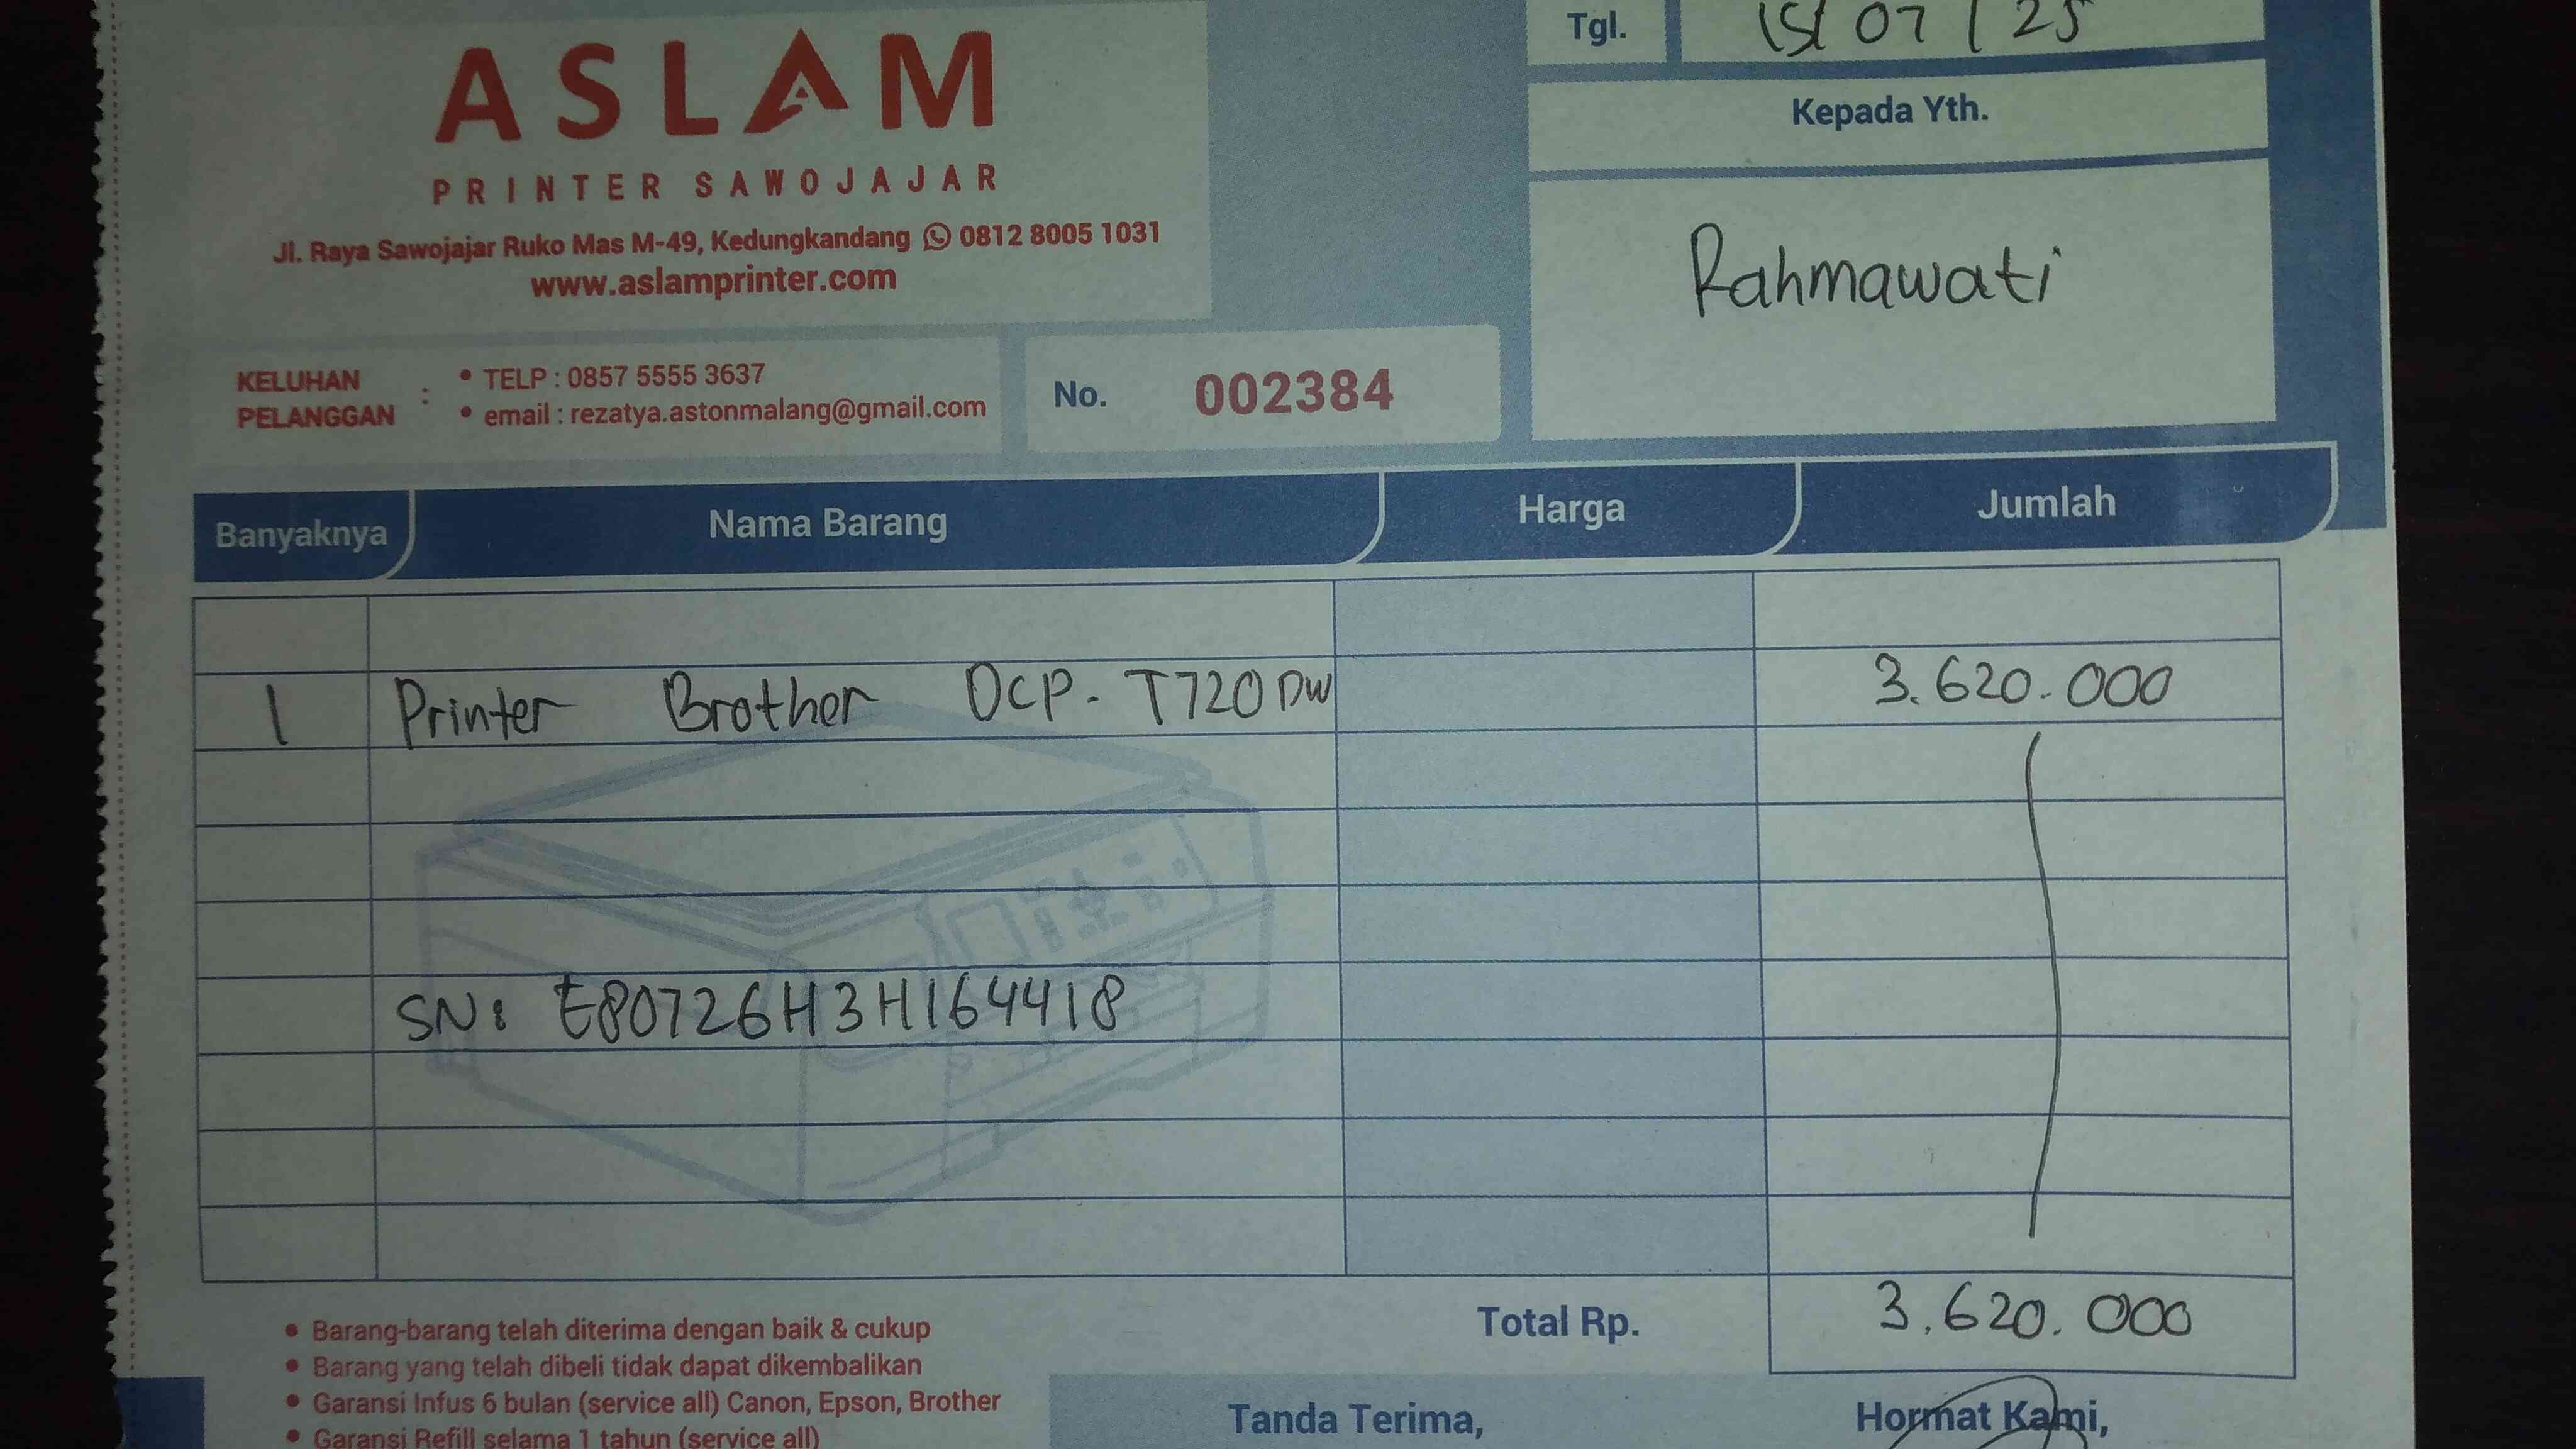 ASLAM
PRINTER SAWOJAJAR
Jl. Raya Sawojajar Ruko Mas M-49, Kedungkandang 0812 8005 1031
www.aslamprinter.com
KELUHAN PELANGGAN :
• TELP : 0857 5555 3637
• email : rezatya.astonmalang@gmail.com
No. 002384
Tgl. 15/07/25
Kepada Yth.
Rahmawati
Banyaknya Nama Barang Harga Jumlah
1 Printer Brother DCP-T720DW 3.620.000
SN: E80726H3H164418
Total Rp. 3.620.000
• Barang-barang telah diterima dengan baik & cukup
• Barang yang telah dibeli tidak dapat dikembalikan
• Garansi Infus 6 bulan (service all) Canon, Epson, Brother
• Garansi Refill selama 1 tahun (service all)
Tanda Terima,
Hormat Kami,